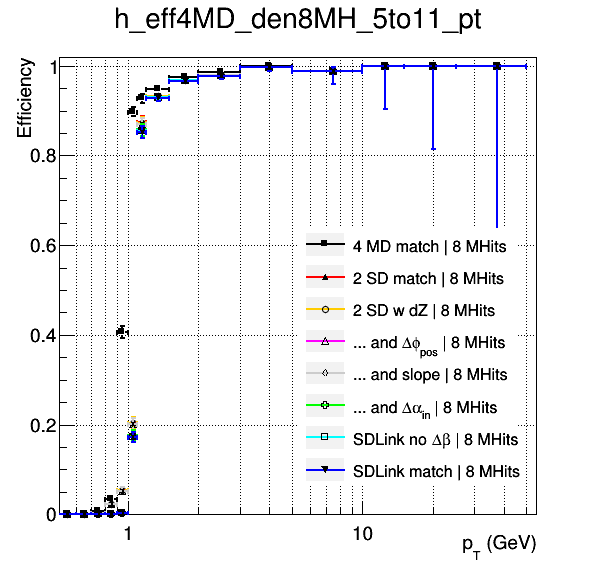 h_eff4MD_den8MH_5to11_pt
Efficiency
1
0.8
0.6
0.4
0.2
0
4 MD match | 8 MHits
2 SD match | 8 MHits
2 SD w dZ | 8 MHits
... and Δϕpos | 8 MHits
... and slope | 8 MHits
... and Δαin | 8 MHits
SDLink no Δβ | 8 MHits
SDLink match | 8 MHits
1
10
pT (GeV)